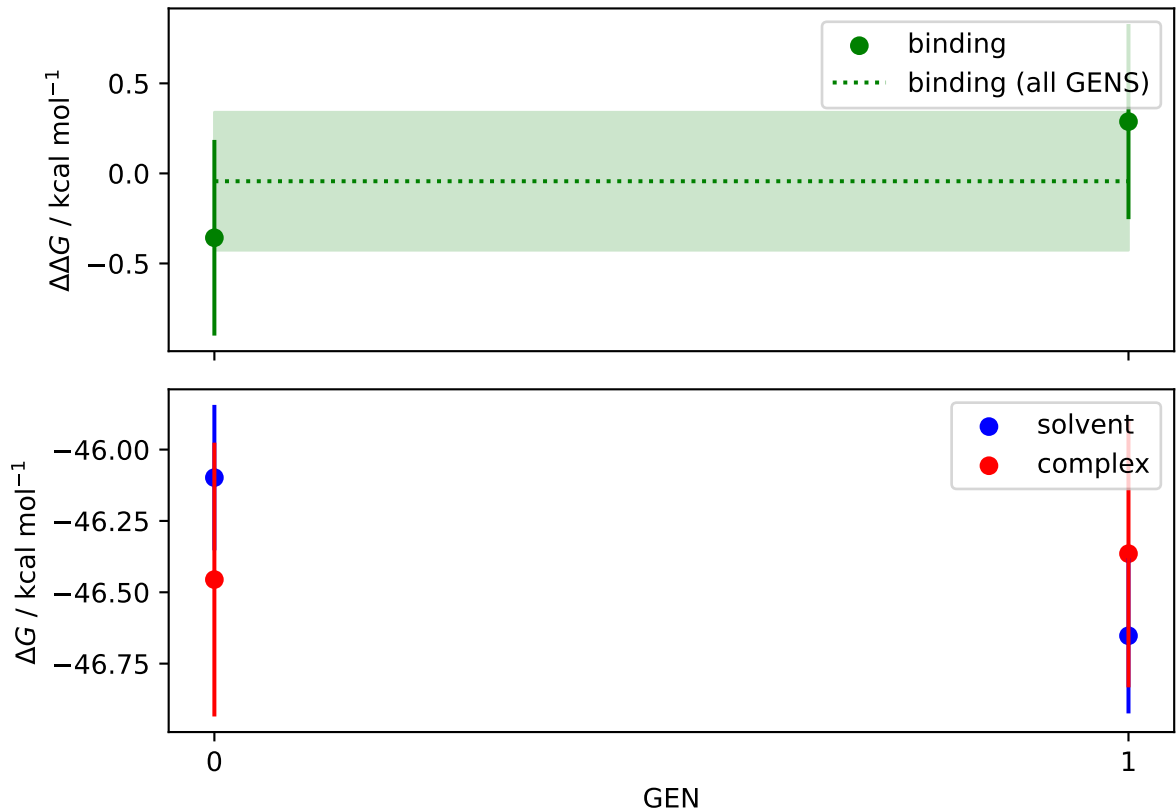 binding
binding (all GENS)
0.5
0.0
−0.5
ΔΔG / kcal mol⁻¹
solvent
complex
−46.00
−46.25
−46.50
−46.75
ΔG / kcal mol⁻¹
0 1
GEN